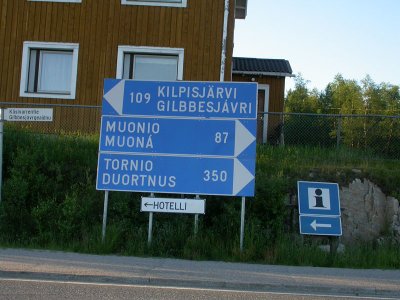 109 KILPISJÄRVI
GILBBESJÁVRI
MUONIO
MUONÁ
87
TORNIO
DUORTNUS
350
←HOTELLI
i
←